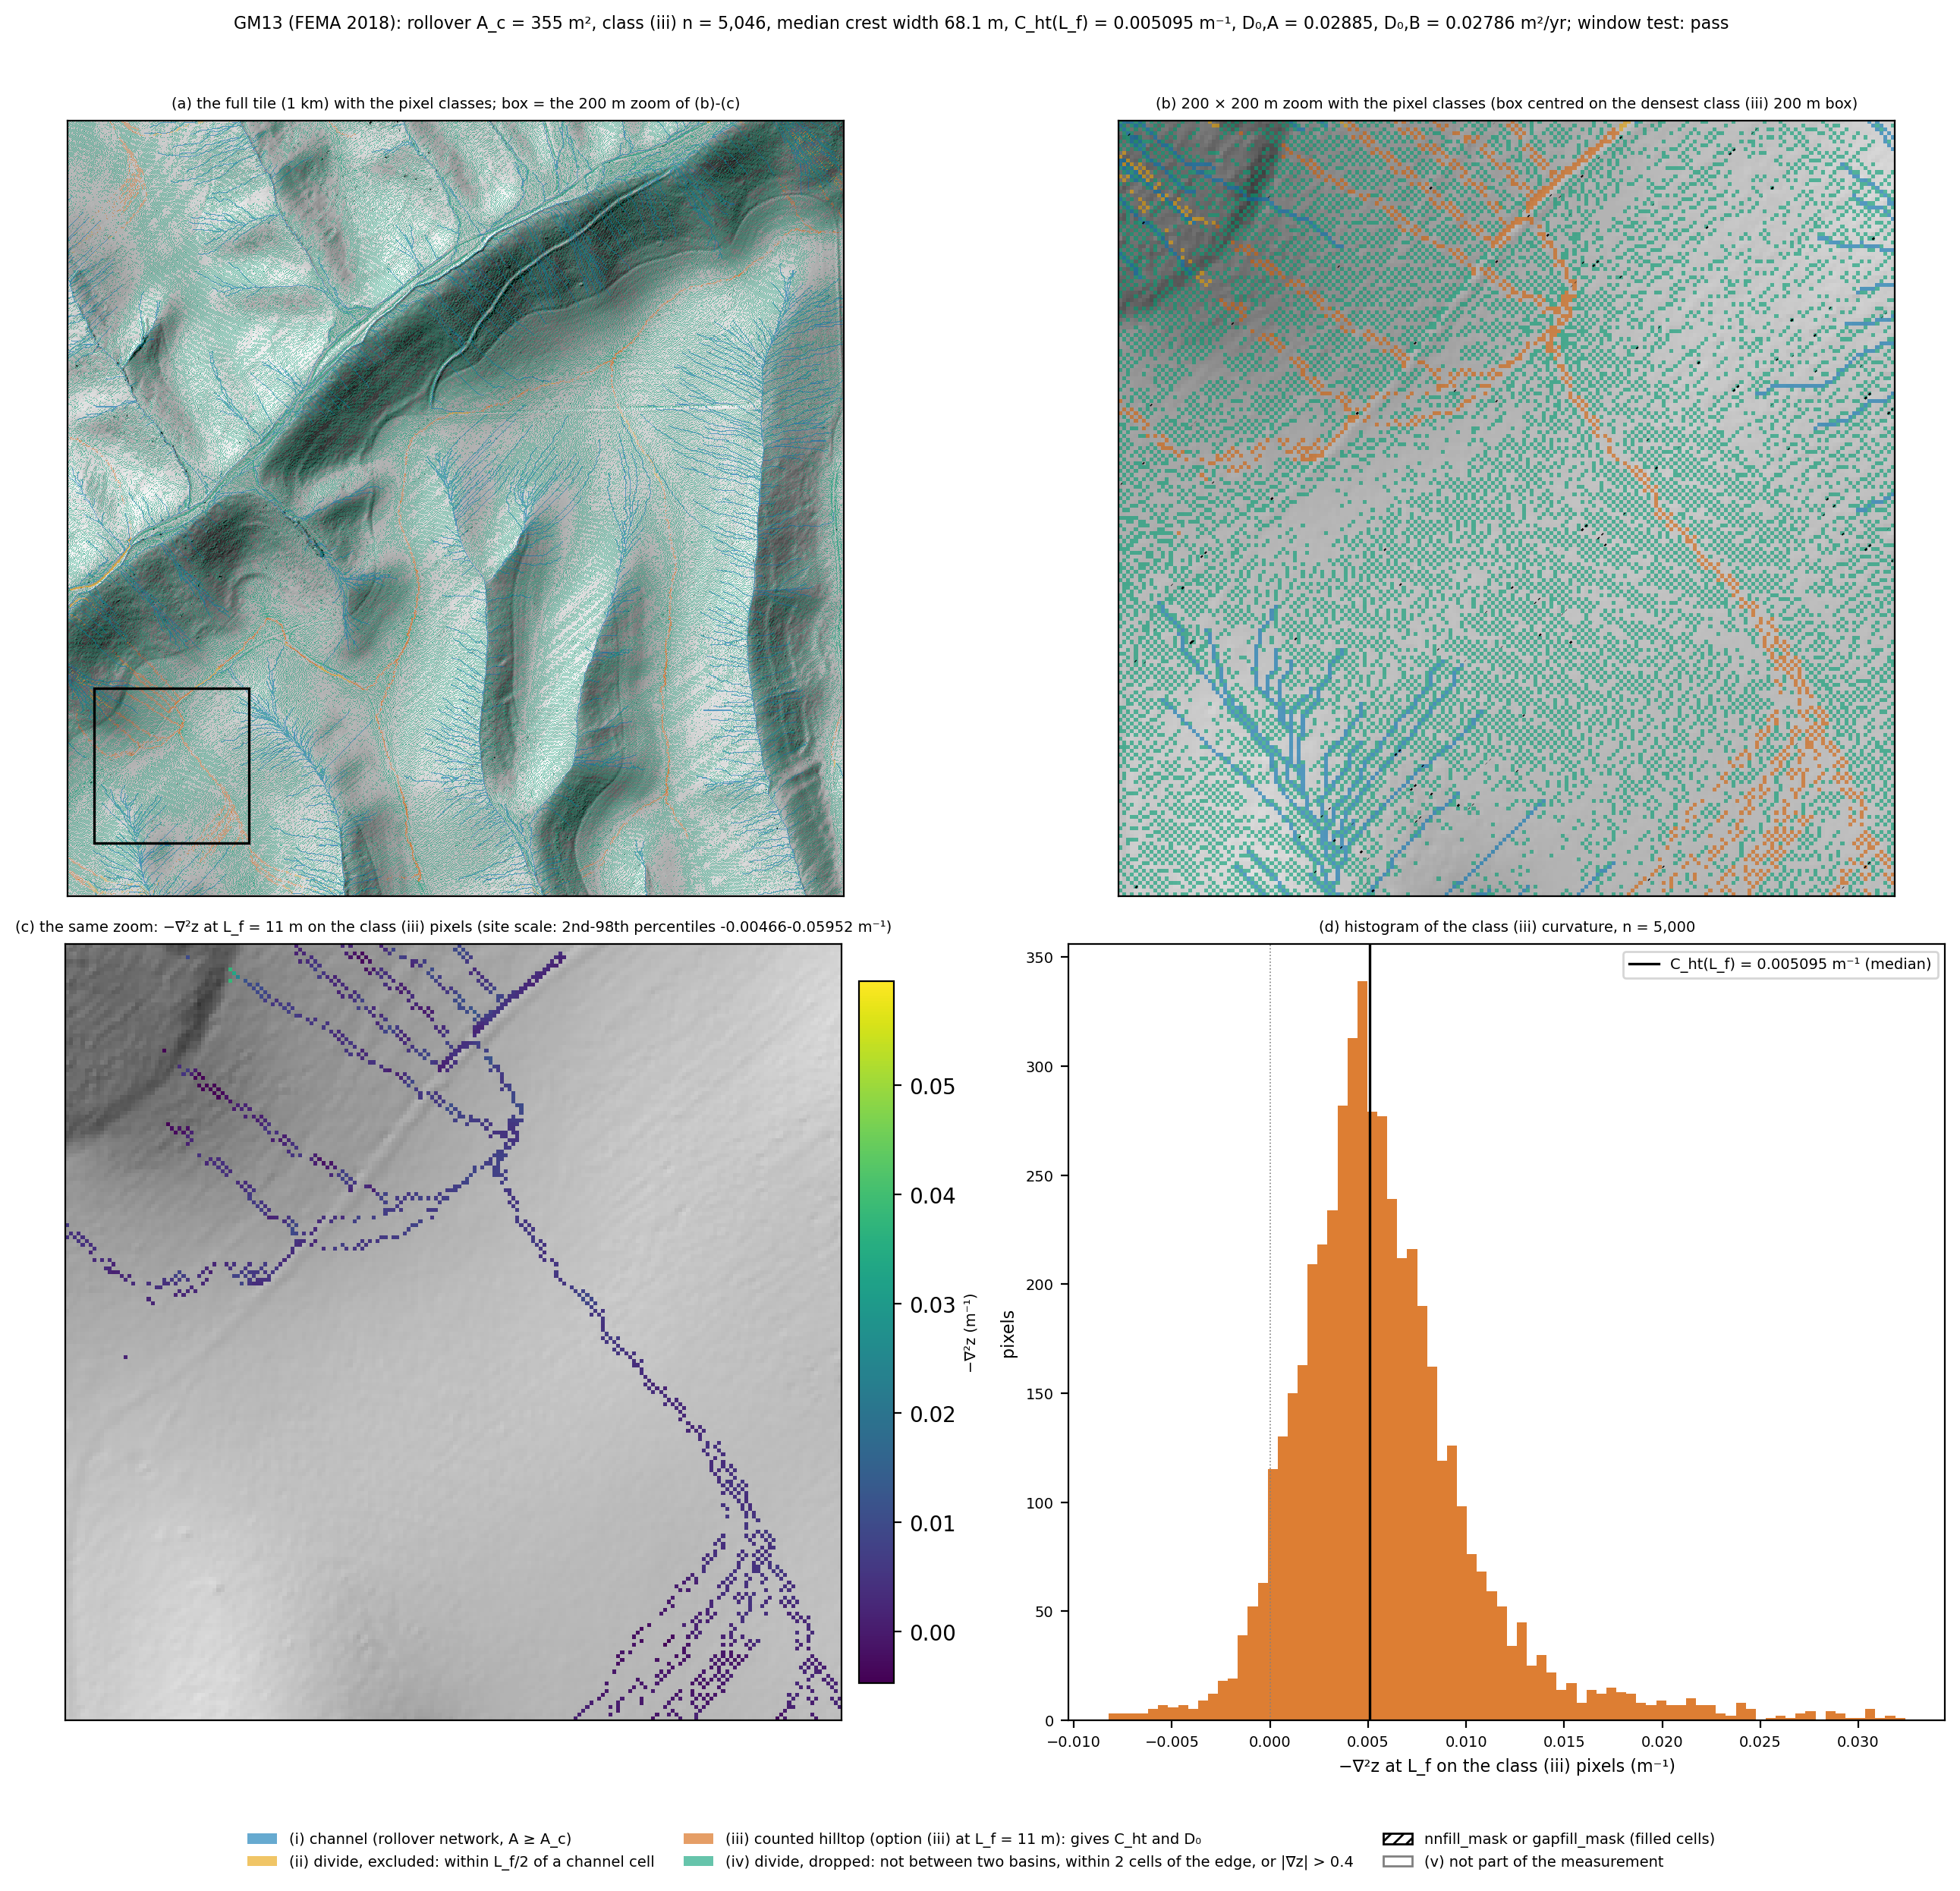 GM13 (FEMA 2018): rollover A_c = 355 m², class (iii) n = 5,046, median crest width 68.1 m, C_ht(L_f) = 0.005095 m⁻¹, D₀,A = 0.02885, D₀,B = 0.02786 m²/yr; window test: pass
(a) the full tile (1 km) with the pixel classes; box = the 200 m zoom of (b)-(c)
(b) 200 × 200 m zoom with the pixel classes (box centred on the densest class (iii) 200 m box)
(c) the same zoom: −∇²z at L_f = 11 m on the class (iii) pixels (site scale: 2nd-98th percentiles -0.00466-0.05952 m⁻¹)
0.05
0.04
0.03
0.02
0.01
0.00
−∇²z (m⁻¹)
(d) histogram of the class (iii) curvature, n = 5,000
C_ht(L_f) = 0.005095 m⁻¹ (median)
350
300
250
200
150
100
50
0
pixels
−0.010
−0.005
0.000
0.005
0.010
0.015
0.020
0.025
0.030
−∇²z at L_f on the class (iii) pixels (m⁻¹)
(i) channel (rollover network, A ≥ A_c)
(ii) divide, excluded: within L_f/2 of a channel cell
(iii) counted hilltop (option (iii) at L_f = 11 m): gives C_ht and D₀
(iv) divide, dropped: not between two basins, within 2 cells of the edge, or |∇z| > 0.4
nnfill_mask or gapfill_mask (filled cells)
(v) not part of the measurement